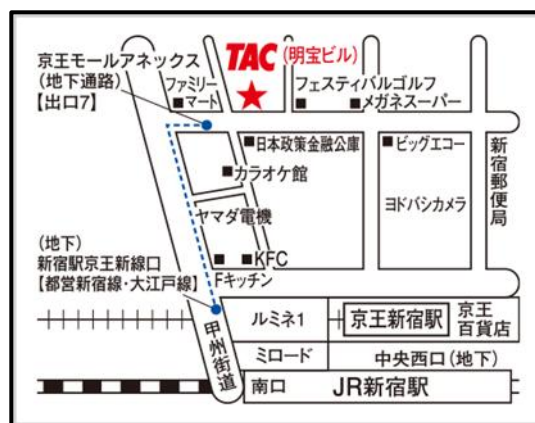 京王モールアネックス
(地下通路)
【出口7】
TAC(明宝ビル)
ファミリー
マート
フェスティバルゴルフ
メガネスーパー
日本政策金融公庫
ビッグエコー
カラオケ館
ヤマダ電機
ヨドバシカメラ
新宿郵便局
(地下)
新宿駅京王新線口
【都営新宿線・大江戸線】
KFC
Fキッチン
甲州街道
ルミネ1
京王新宿駅
京王
百貨店
ミロード
中央西口(地下)
南口
JR新宿駅